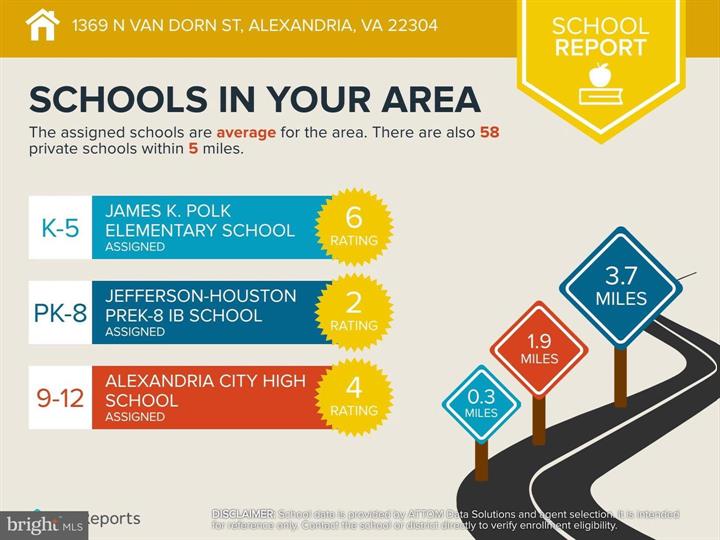 1369 N VAN DORN ST, ALEXANDRIA, VA 22304
SCHOOL
REPORT
SCHOOLS IN YOUR AREA
The assigned schools are average for the area. There are also 58
private schools within 5 miles.
K-5
JAMES K. POLK
ELEMENTARY SCHOOL
ASSIGNED
6
RATING
PK-8
JEFFERSON-HOUSTON
PREK-8 IB SCHOOL
ASSIGNED
2
RATING
9-12
ALEXANDRIA CITY HIGH
SCHOOL
ASSIGNED
4
RATING
3.7
MILES
1.9
MILES
0.3
MILES
Reports
bright MLS
DISCLAIMER: School data is provided by ATTOM Data Solutions and agent selection. It is intended
for reference only. Contact the school or district directly to verify enrollment eligibility.